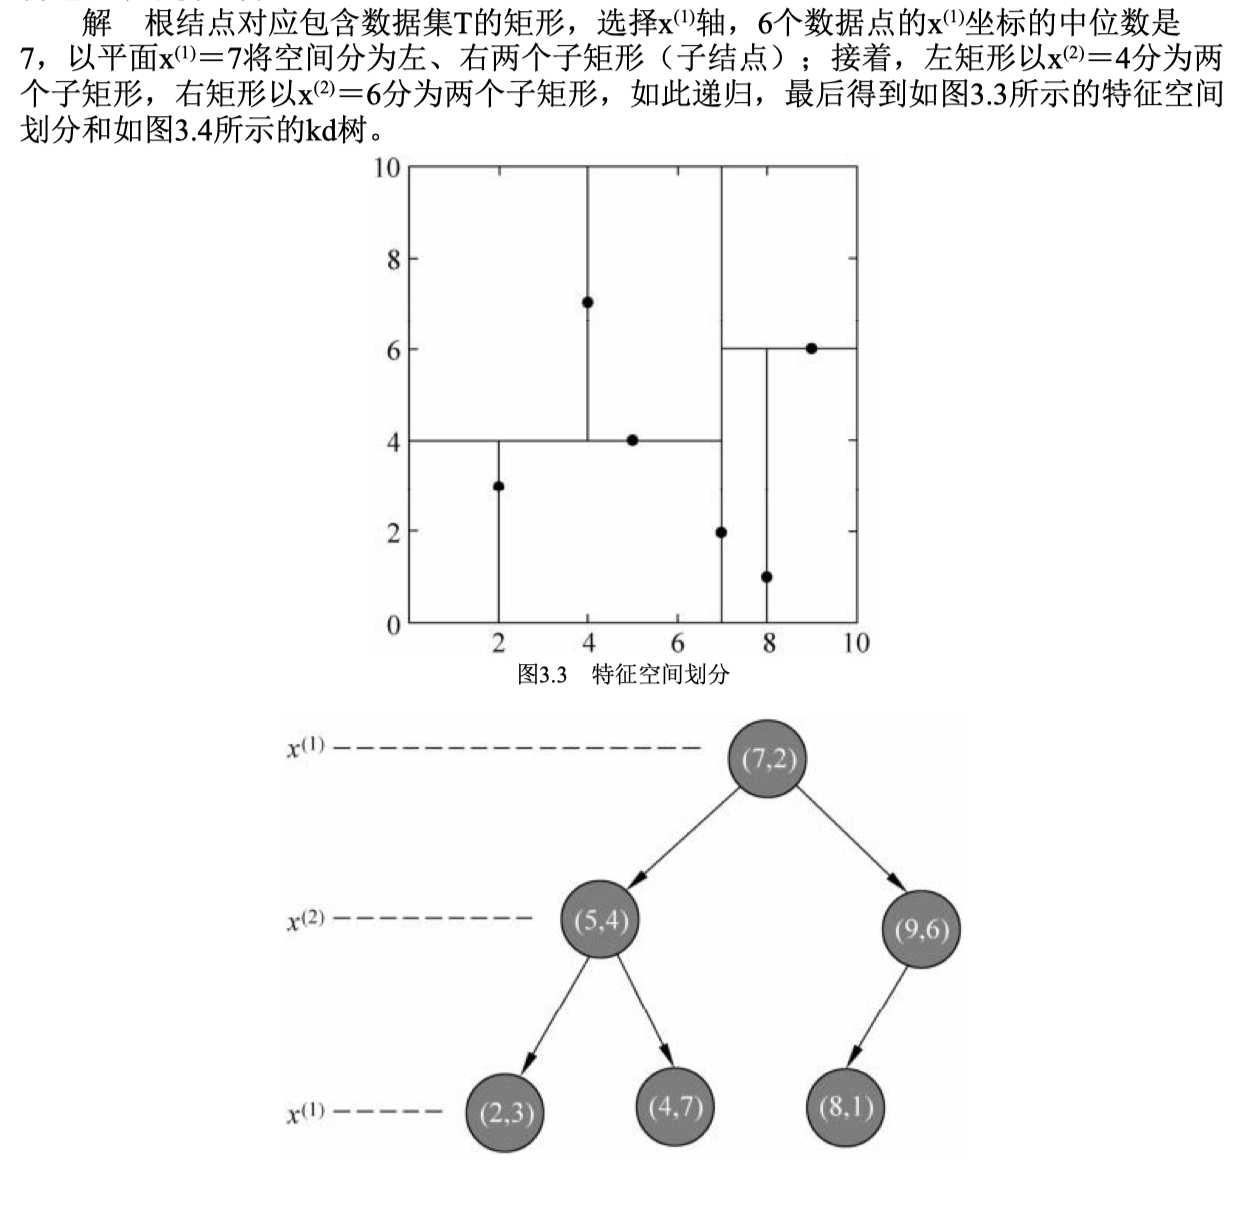 解 根结点对应包含数据集T的矩形，选择x⁽¹⁾轴，6个数据点的x⁽¹⁾坐标的中位数是
7，以平面x⁽¹⁾＝7将空间分为左、右两个子矩形（子结点）；接着，左矩形以x⁽²⁾＝4分为两
个子矩形，右矩形以x⁽²⁾＝6分为两个子矩形，如此递归，最后得到如图3.3所示的特征空间
划分和如图3.4所示的kd树。
10
8
6
4
2
0
2 4 6 8 10
图3.3 特征空间划分
x⁽¹⁾ (7,2)
x⁽²⁾ (5,4) (9,6)
x⁽¹⁾ (2,3) (4,7) (8,1)